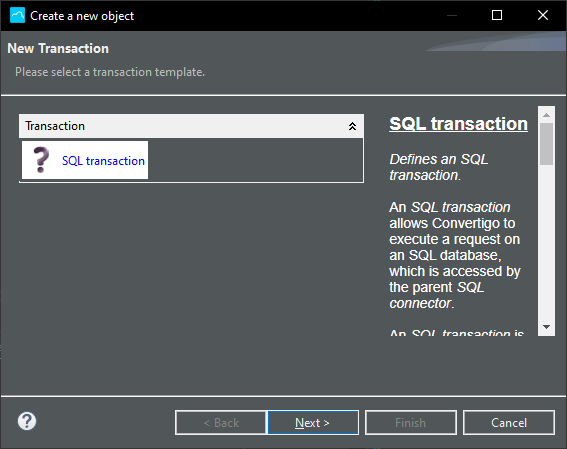 Create a new object
New Transaction
Please select a transaction template.
Transaction
SQL transaction
SQL transaction
Defines an SQL
transaction.
An SQL transaction
allows Convertigo to
execute a request on
an SQL database,
which is accessed by
the parent SQL
connector.
An SQL transaction is
< Back
Next >
Finish
Cancel